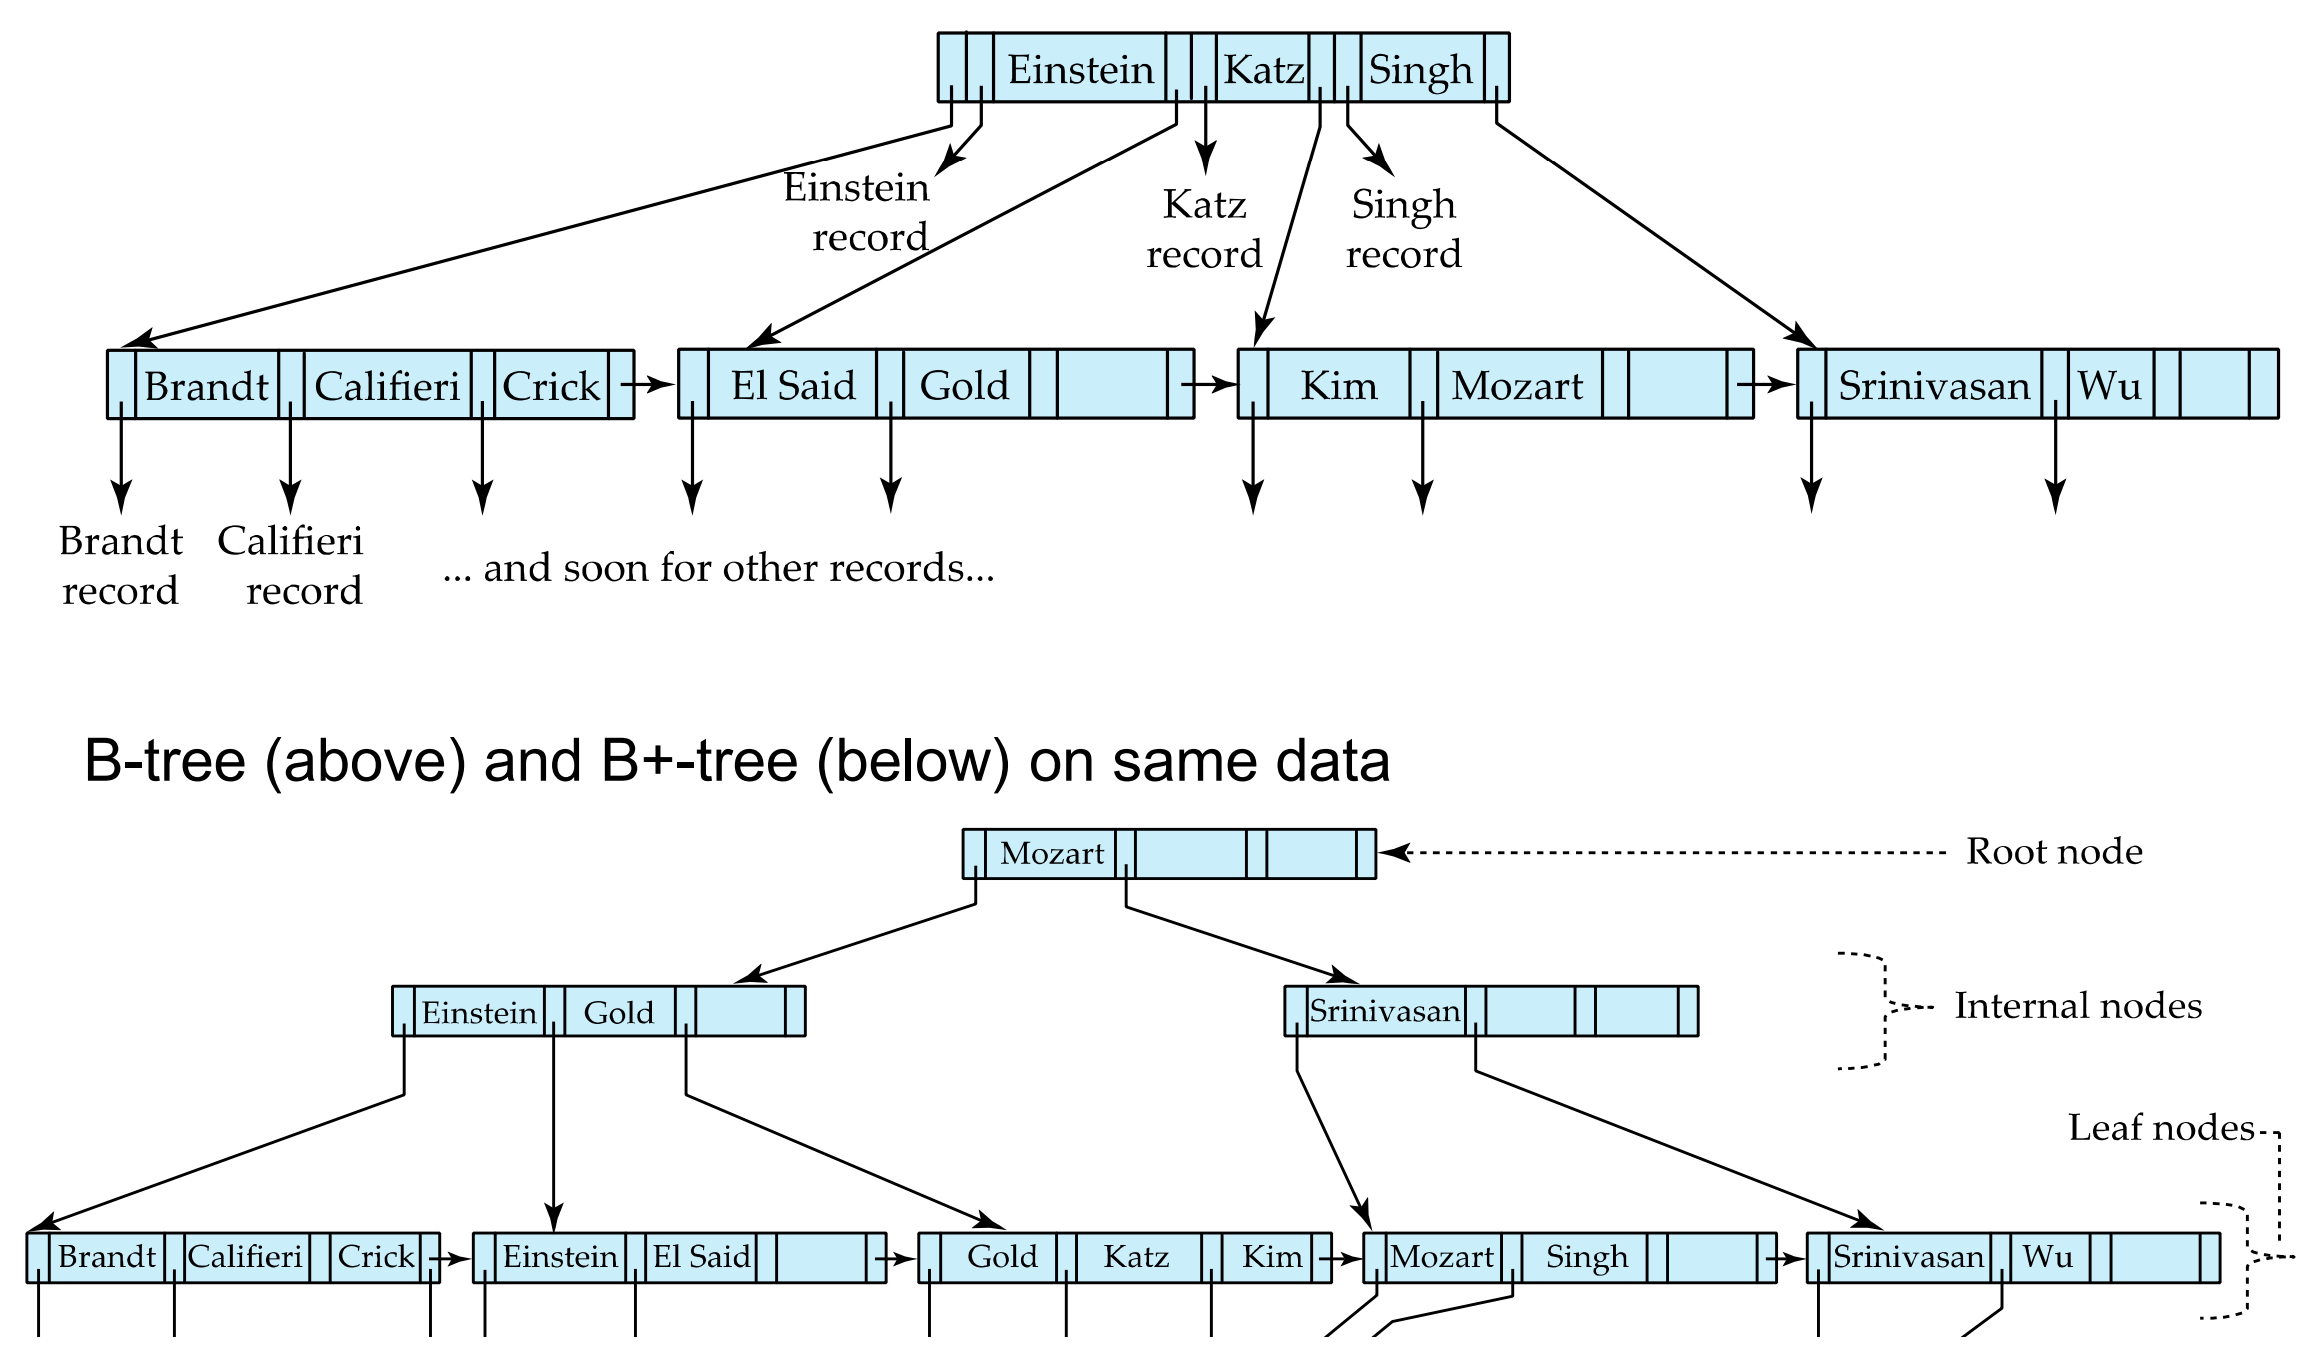 Einstein Katz Singh
Einstein
record
Katz
record
Singh
record
Brandt Califieri Crick El Said Gold Kim Mozart Srinivasan Wu
Brandt
record
Califieri
record
... and soon for other records...
B-tree (above) and B+-tree (below) on same data
Mozart
Root node
Einstein Gold Srinivasan
Internal nodes
Leaf nodes
Brandt Califieri Crick Einstein El Said Gold Katz Kim Mozart Singh Srinivasan Wu